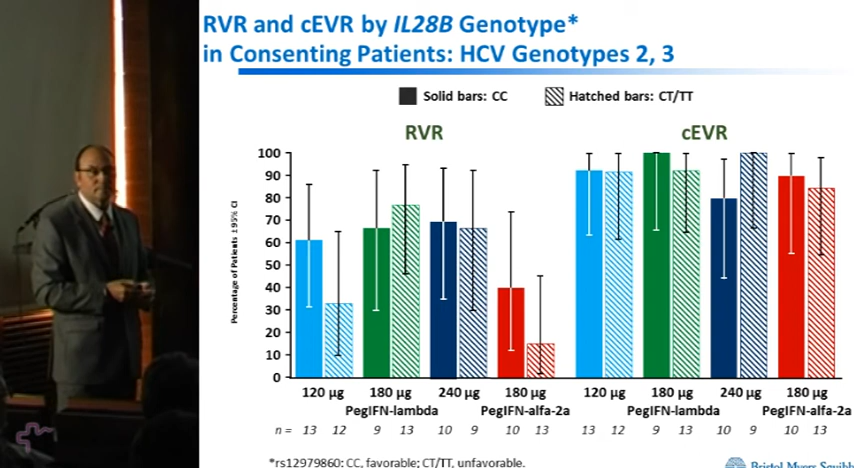 RVR and cEVR by IL28B Genotype*
in Consenting Patients: HCV Genotypes 2, 3
Solid bars: CC Hatched bars: CT/TT
RVR cEVR
Percentage of Patients ±95% CI
100
90
80
70
60
50
40
30
20
10
0
120 µg 180 µg 240 µg 180 µg 120 µg 180 µg 240 µg 180 µg
PegIFN-lambda PegIFN-alfa-2a PegIFN-lambda PegIFN-alfa-2a
n = 13 12 9 13 10 9 10 13 13 12 9 13 10 9 10 13
*rs12979860: CC, favorable; CT/TT, unfavorable.
Bristol-Myers Squibb